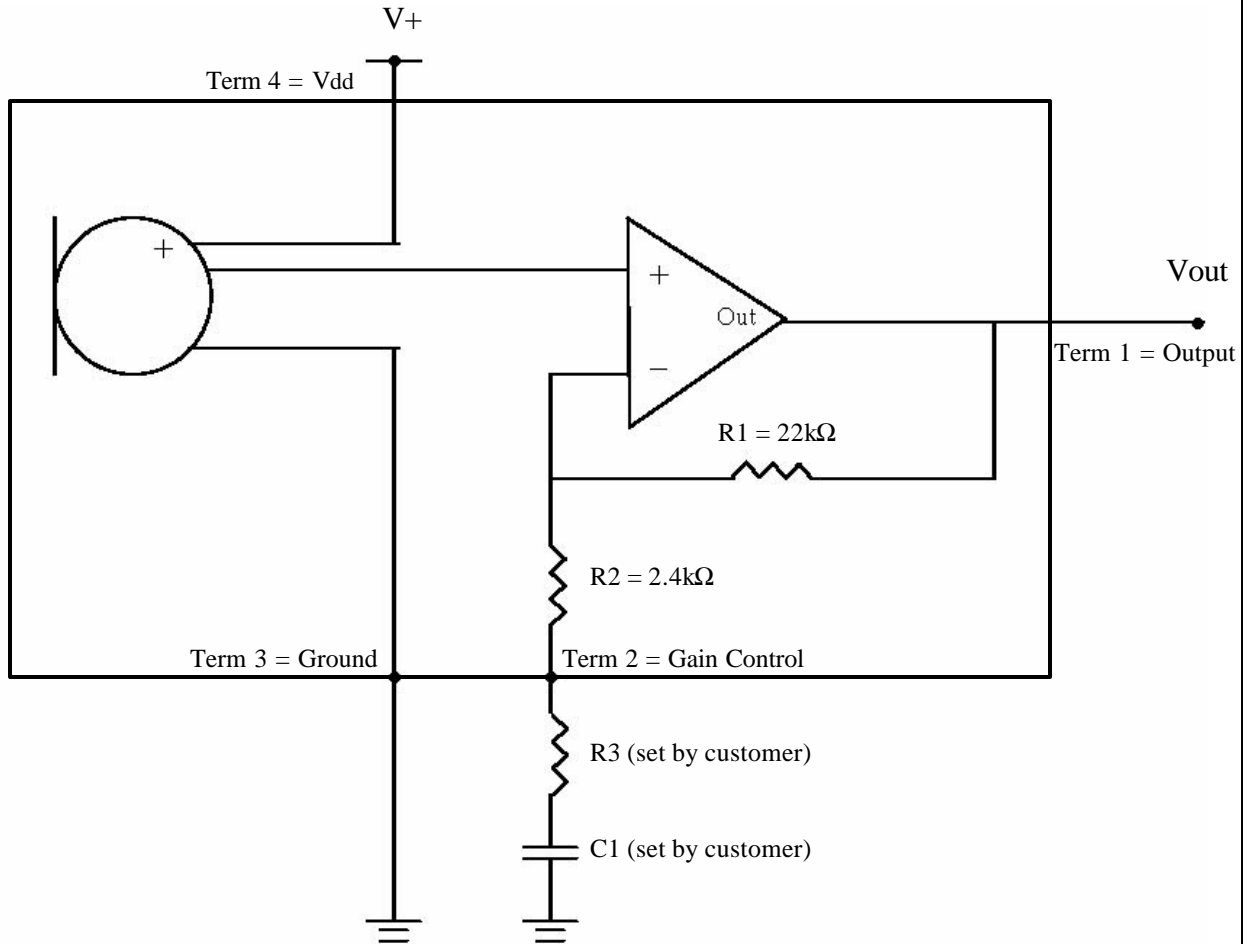 V+
Term 4 = Vdd
+
+
Vout
Out
Term 1 = Output
−
R1 = 22kΩ
R2 = 2.4kΩ
Term 3 = Ground
Term 2 = Gain Control
R3 (set by customer)
C1 (set by customer)